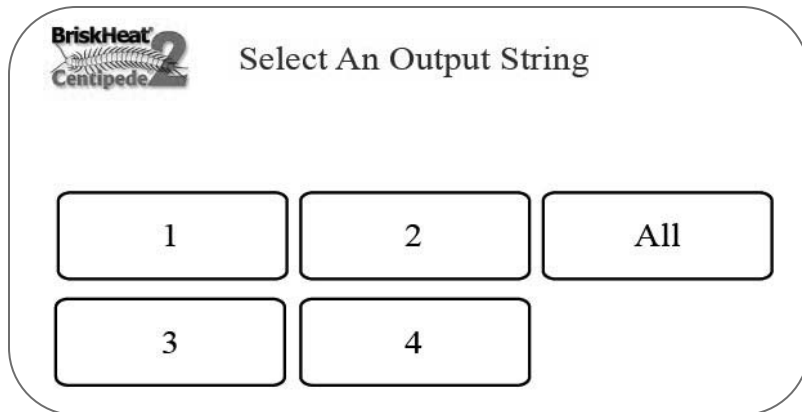 BriskHeat® 2
Centipede
Select An Output String
1 2 All
3 4